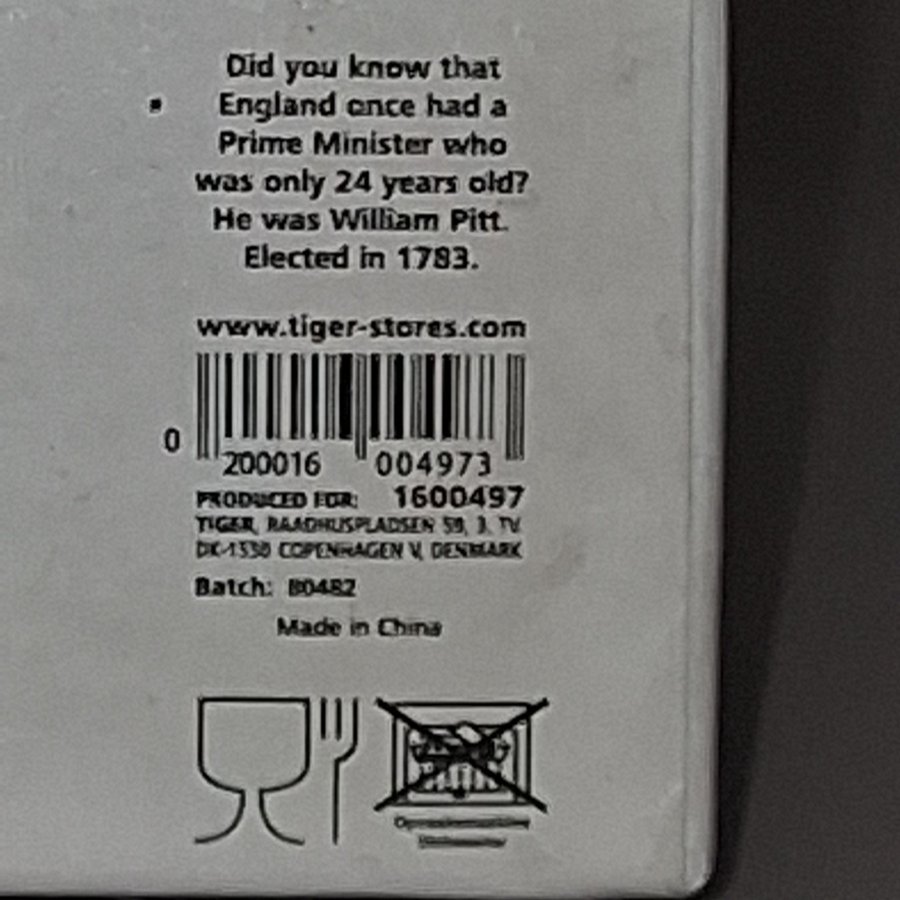 Did you know that
England once had a
Prime Minister who
was only 24 years old?
He was William Pitt.
Elected in 1783.
www.tiger-stores.com
0 200016 004973
PRODUCED FOR: 1600497
TIGER, RAADHUSPLADSEN 59, 3. TV.
DK-1550 COPENHAGEN V, DENMARK
Batch: 80482
Made in China